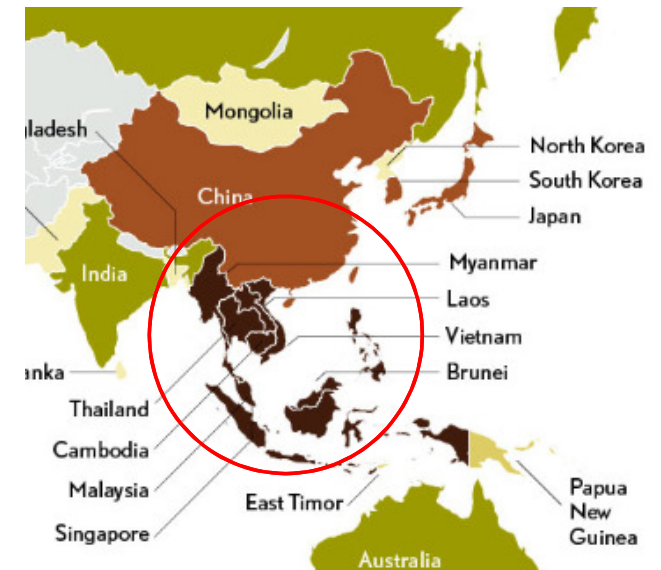 Mongolia
gladesh
North Korea
South Korea
China
Japan
India
Myanmar
Laos
Vietnam
anka
Brunei
Thailand
Cambodia
Malaysia
East Timor
Singapore
Papua
New
Guinea
Australia